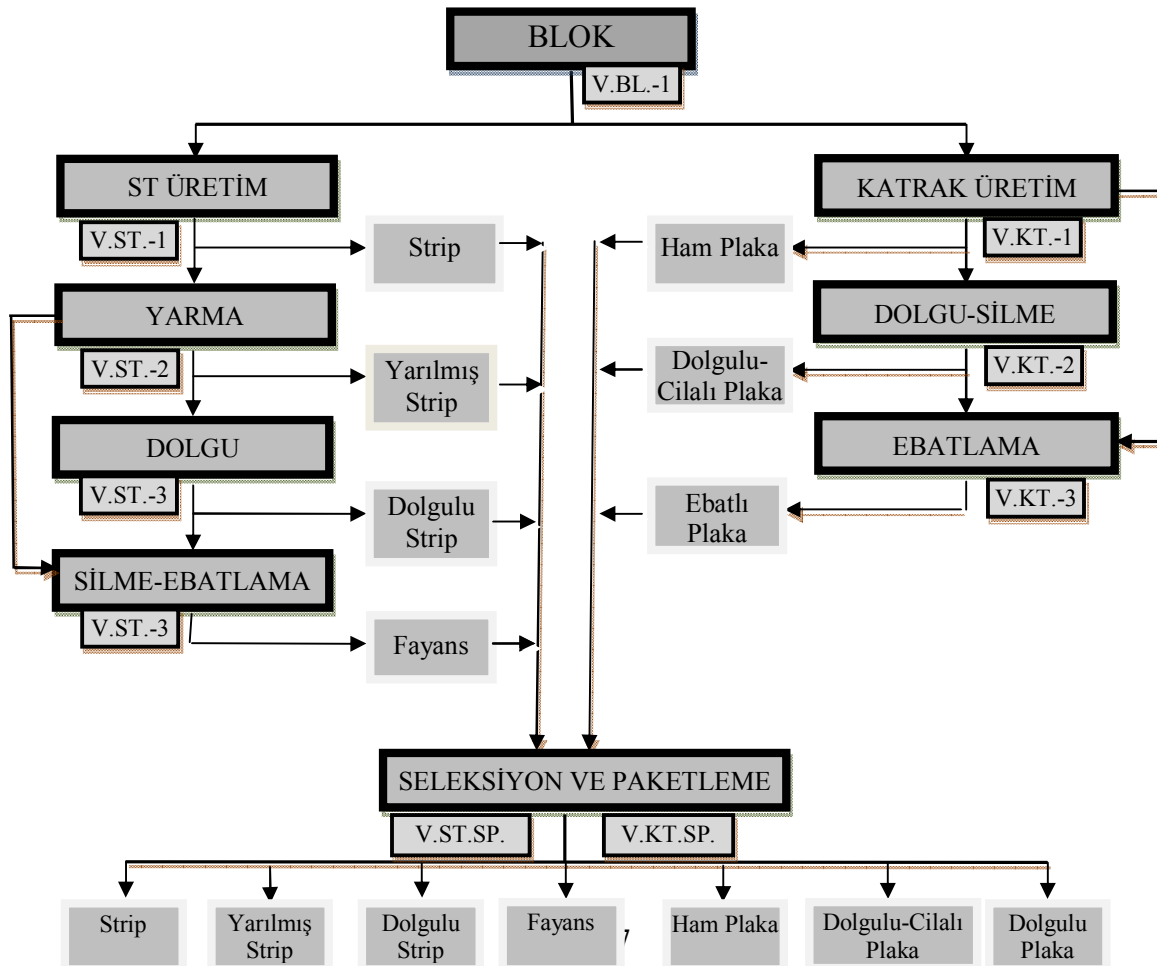 BLOK
V.BL.-1
ST ÜRETİM
KATRAK ÜRETİM
V.ST.-1
Strip
Ham Plaka
V.KT.-1
YARMA
DOLGU-SİLME
V.ST.-2
Yarılmış
Strip
Dolgulu-
Cilalı Plaka
V.KT.-2
DOLGU
EBATLAMA
V.ST.-3
Dolgulu
Strip
Ebatlı
Plaka
V.KT.-3
SİLME-EBATLAMA
V.ST.-3
Fayans
SELEKSİYON VE PAKETLEME
V.ST.SP.
V.KT.SP.
Strip
Yarılmış
Strip
Dolgulu
Strip
Fayans
Ham Plaka
Dolgulu-Cilalı
Plaka
Dolgulu
Plaka